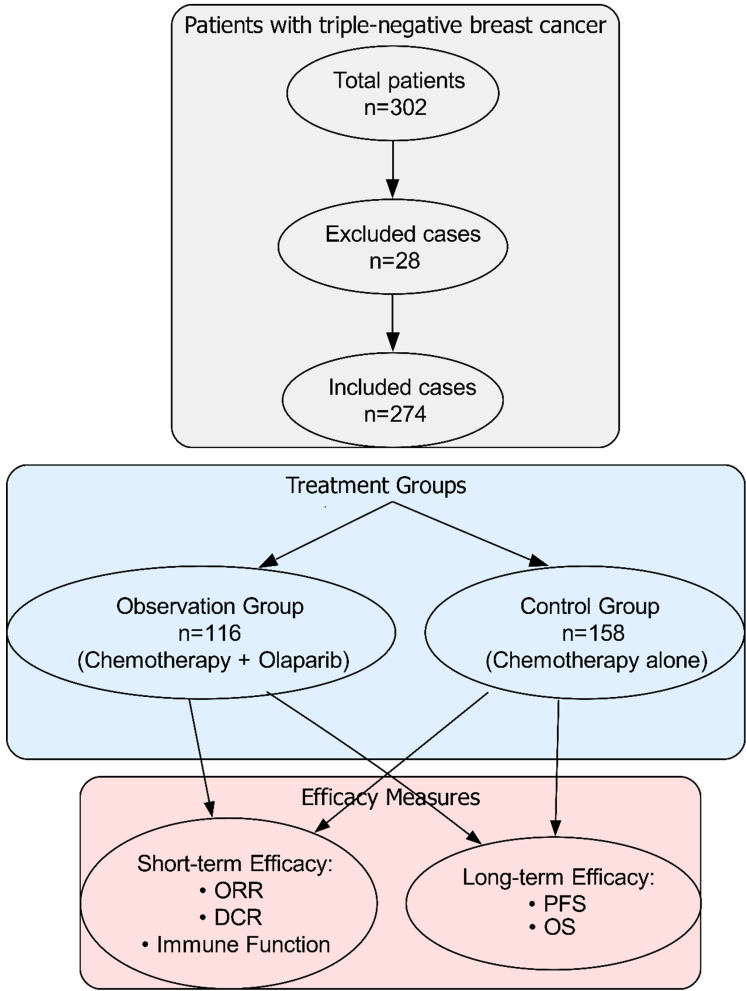 Patients with triple-negative breast cancer
Total patients
n=302
Excluded cases
n=28
Included cases
n=274
Treatment Groups
Observation Group
n=116
(Chemotherapy + Olaparib)
Control Group
n=158
(Chemotherapy alone)
Efficacy Measures
Short-term Efficacy:
• ORR
• DCR
• Immune Function
Long-term Efficacy:
• PFS
• OS